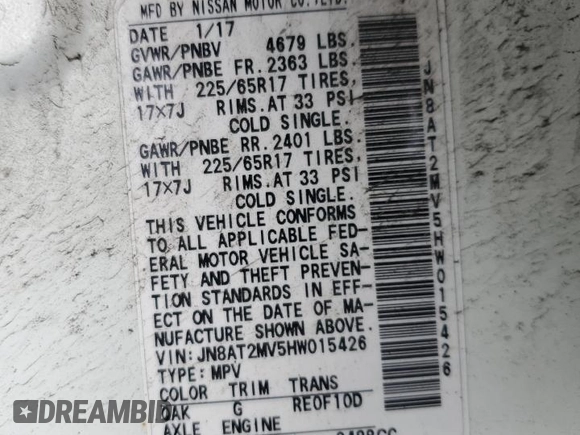 MFD BY NISSAN MOTOR CO.,LTD.
DATE 1/17
GVWR/PNBV 4679 LBS.
GAWR/PNBE FR. 2363 LBS.
WITH 225/65R17 TIRES,
17×7J RIMS.AT 33 PSI
COLD SINGLE.
GAWR/PNBE RR. 2401 LBS.
WITH 225/65R17 TIRES,
17×7J RIMS.AT 33 PSI
COLD SINGLE.
THIS VEHICLE CONFORMS
TO ALL APPLICABLE FED-
ERAL MOTOR VEHICLE SA-
FETY AND THEFT PREVEN-
TION STANDARDS IN EFF-
ECT ON THE DATE OF MA-
NUFACTURE SHOWN ABOVE.
VIN: JN8AT2MV5HW015426
TYPE: MPV
COLOR TRIM TRANS
QAK G RE0F10D
AXLE ENGINE
JN8AT2MV5HW015426
DREAMBID